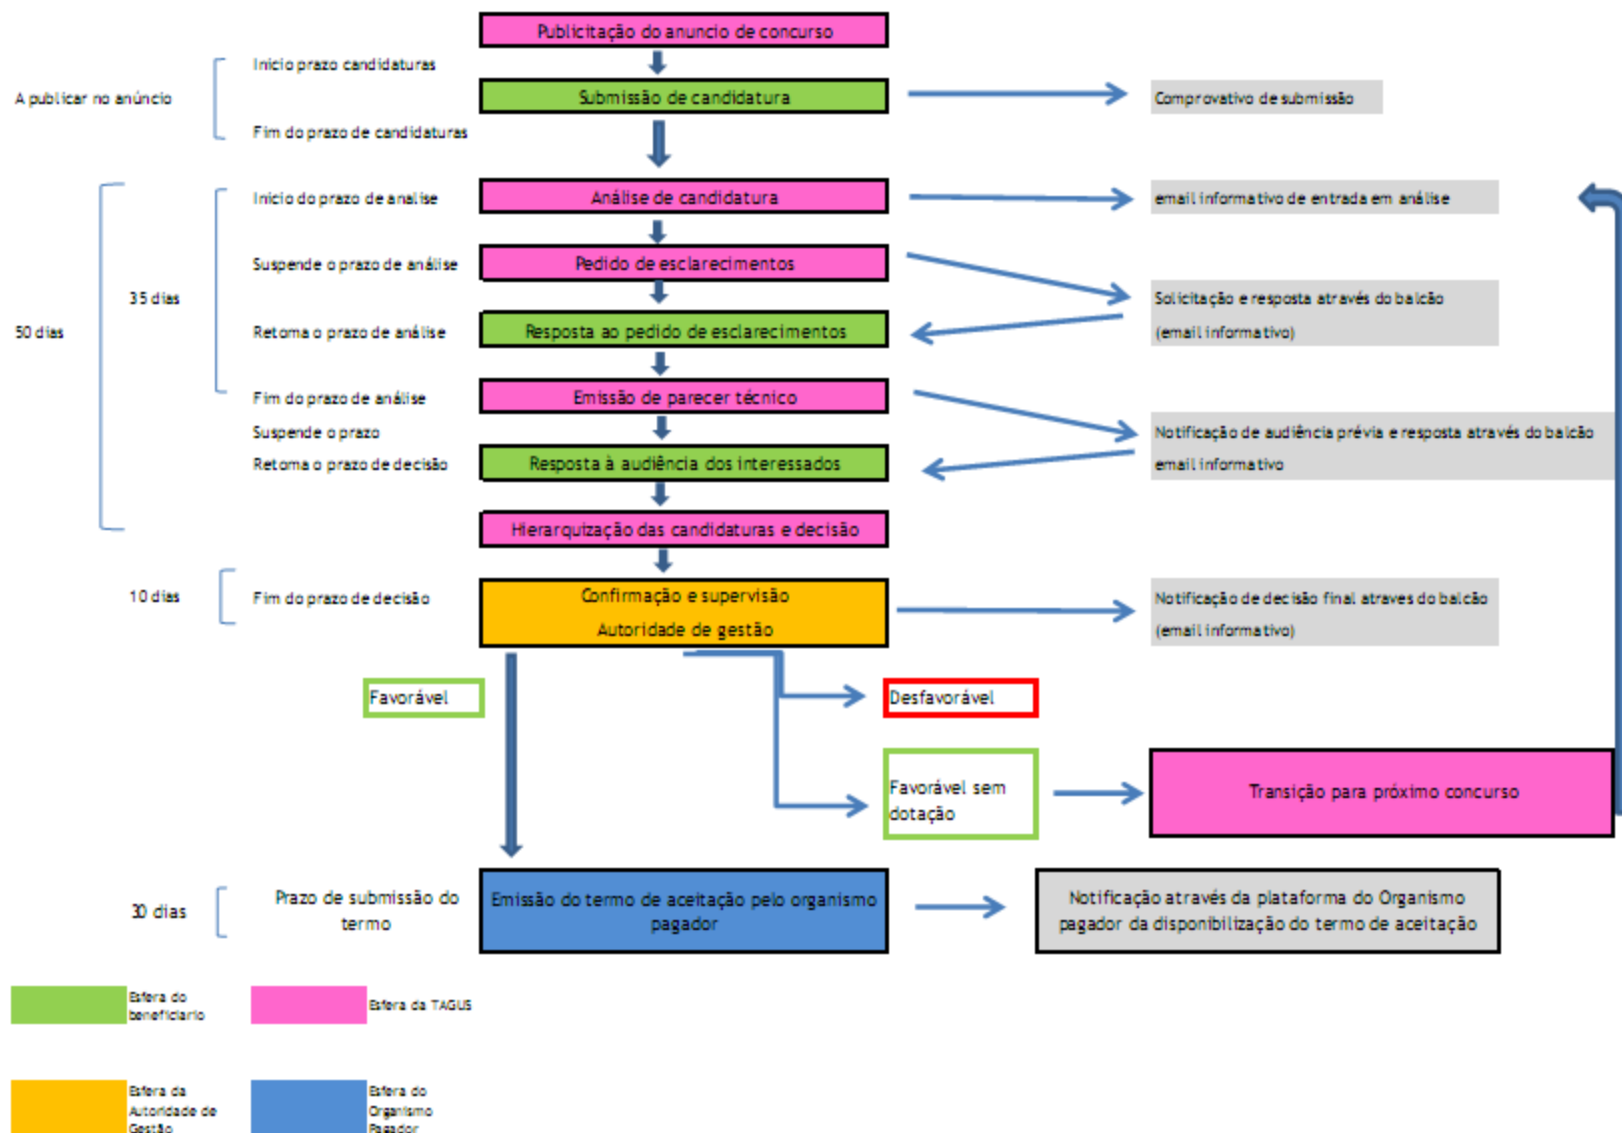 Publicitação do anuncio de concurso
Inicio prazo candidaturas
A publicar no anúncio
Submissão de candidatura
Comprovativo de submissão
Fim do prazo de candidaturas
Inicio do prazo de analise
Análise de candidatura
email informativo de entrada em análise
Suspende o prazo de análise
Pedido de esclarecimentos
35 dias
Solicitação e resposta através do balcão
50 dias
Retoma o prazo de análise
Resposta ao pedido de esclarecimentos
(email informativo)
Fim do prazo de análise
Emissão de parecer técnico
Suspende o prazo
Notificação de audiência prévia e resposta através do balcão
Retoma o prazo de decisão
Resposta à audiência dos interessados
email informativo
Hierarquização das candidaturas e decisão
10 dias
Fim do prazo de decisão
Confirmação e supervisão
Autoridade de gestão
Notificação de decisão final atraves do balcão
(email informativo)
Favorável
Desfavorável
Favorável sem
dotação
Transição para próximo concurso
30 dias
Prazo de submissão do
termo
Emissão do termo de aceitação pelo organismo
pagador
Notificação através da plataforma do Organismo
pagador da disponibilização do termo de aceitação
Esfera do
beneficiario
Esfera da TAGUS
Esfera da
Autoridade de
Gestão
Esfera do
Organismo
Pagador